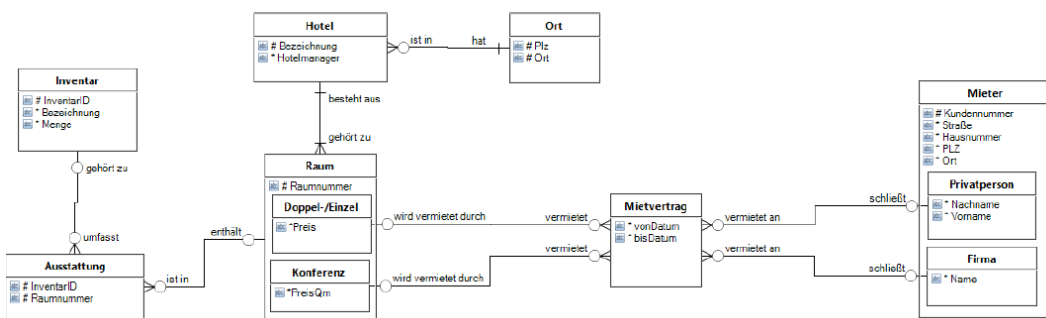 Hotel
# Bezeichnung
* Hotelmanager
ist in
hat
Ort
# Plz
# Ort
Inventar
# InventarID
* Bezeichnung
* Menge
gehört zu
umfasst
Ausstattung
# InventarID
# Raumnummer
ist in
enthält
besteht aus
gehört zu
Raum
# Raumnummer
Doppel-/Einzel
*Preis
Konferenz
*PreisQm
wird vermietet durch
vermietet
wird vermietet durch
vermietet
Mietvertrag
* vonDatum
* bisDatum
vermietet an
schließt
vermietet an
schließt
Mieter
# Kundennummer
* Straße
* Hausnummer
* PLZ
* Ort
Privatperson
* Nachname
* Vorname
Firma
* Name